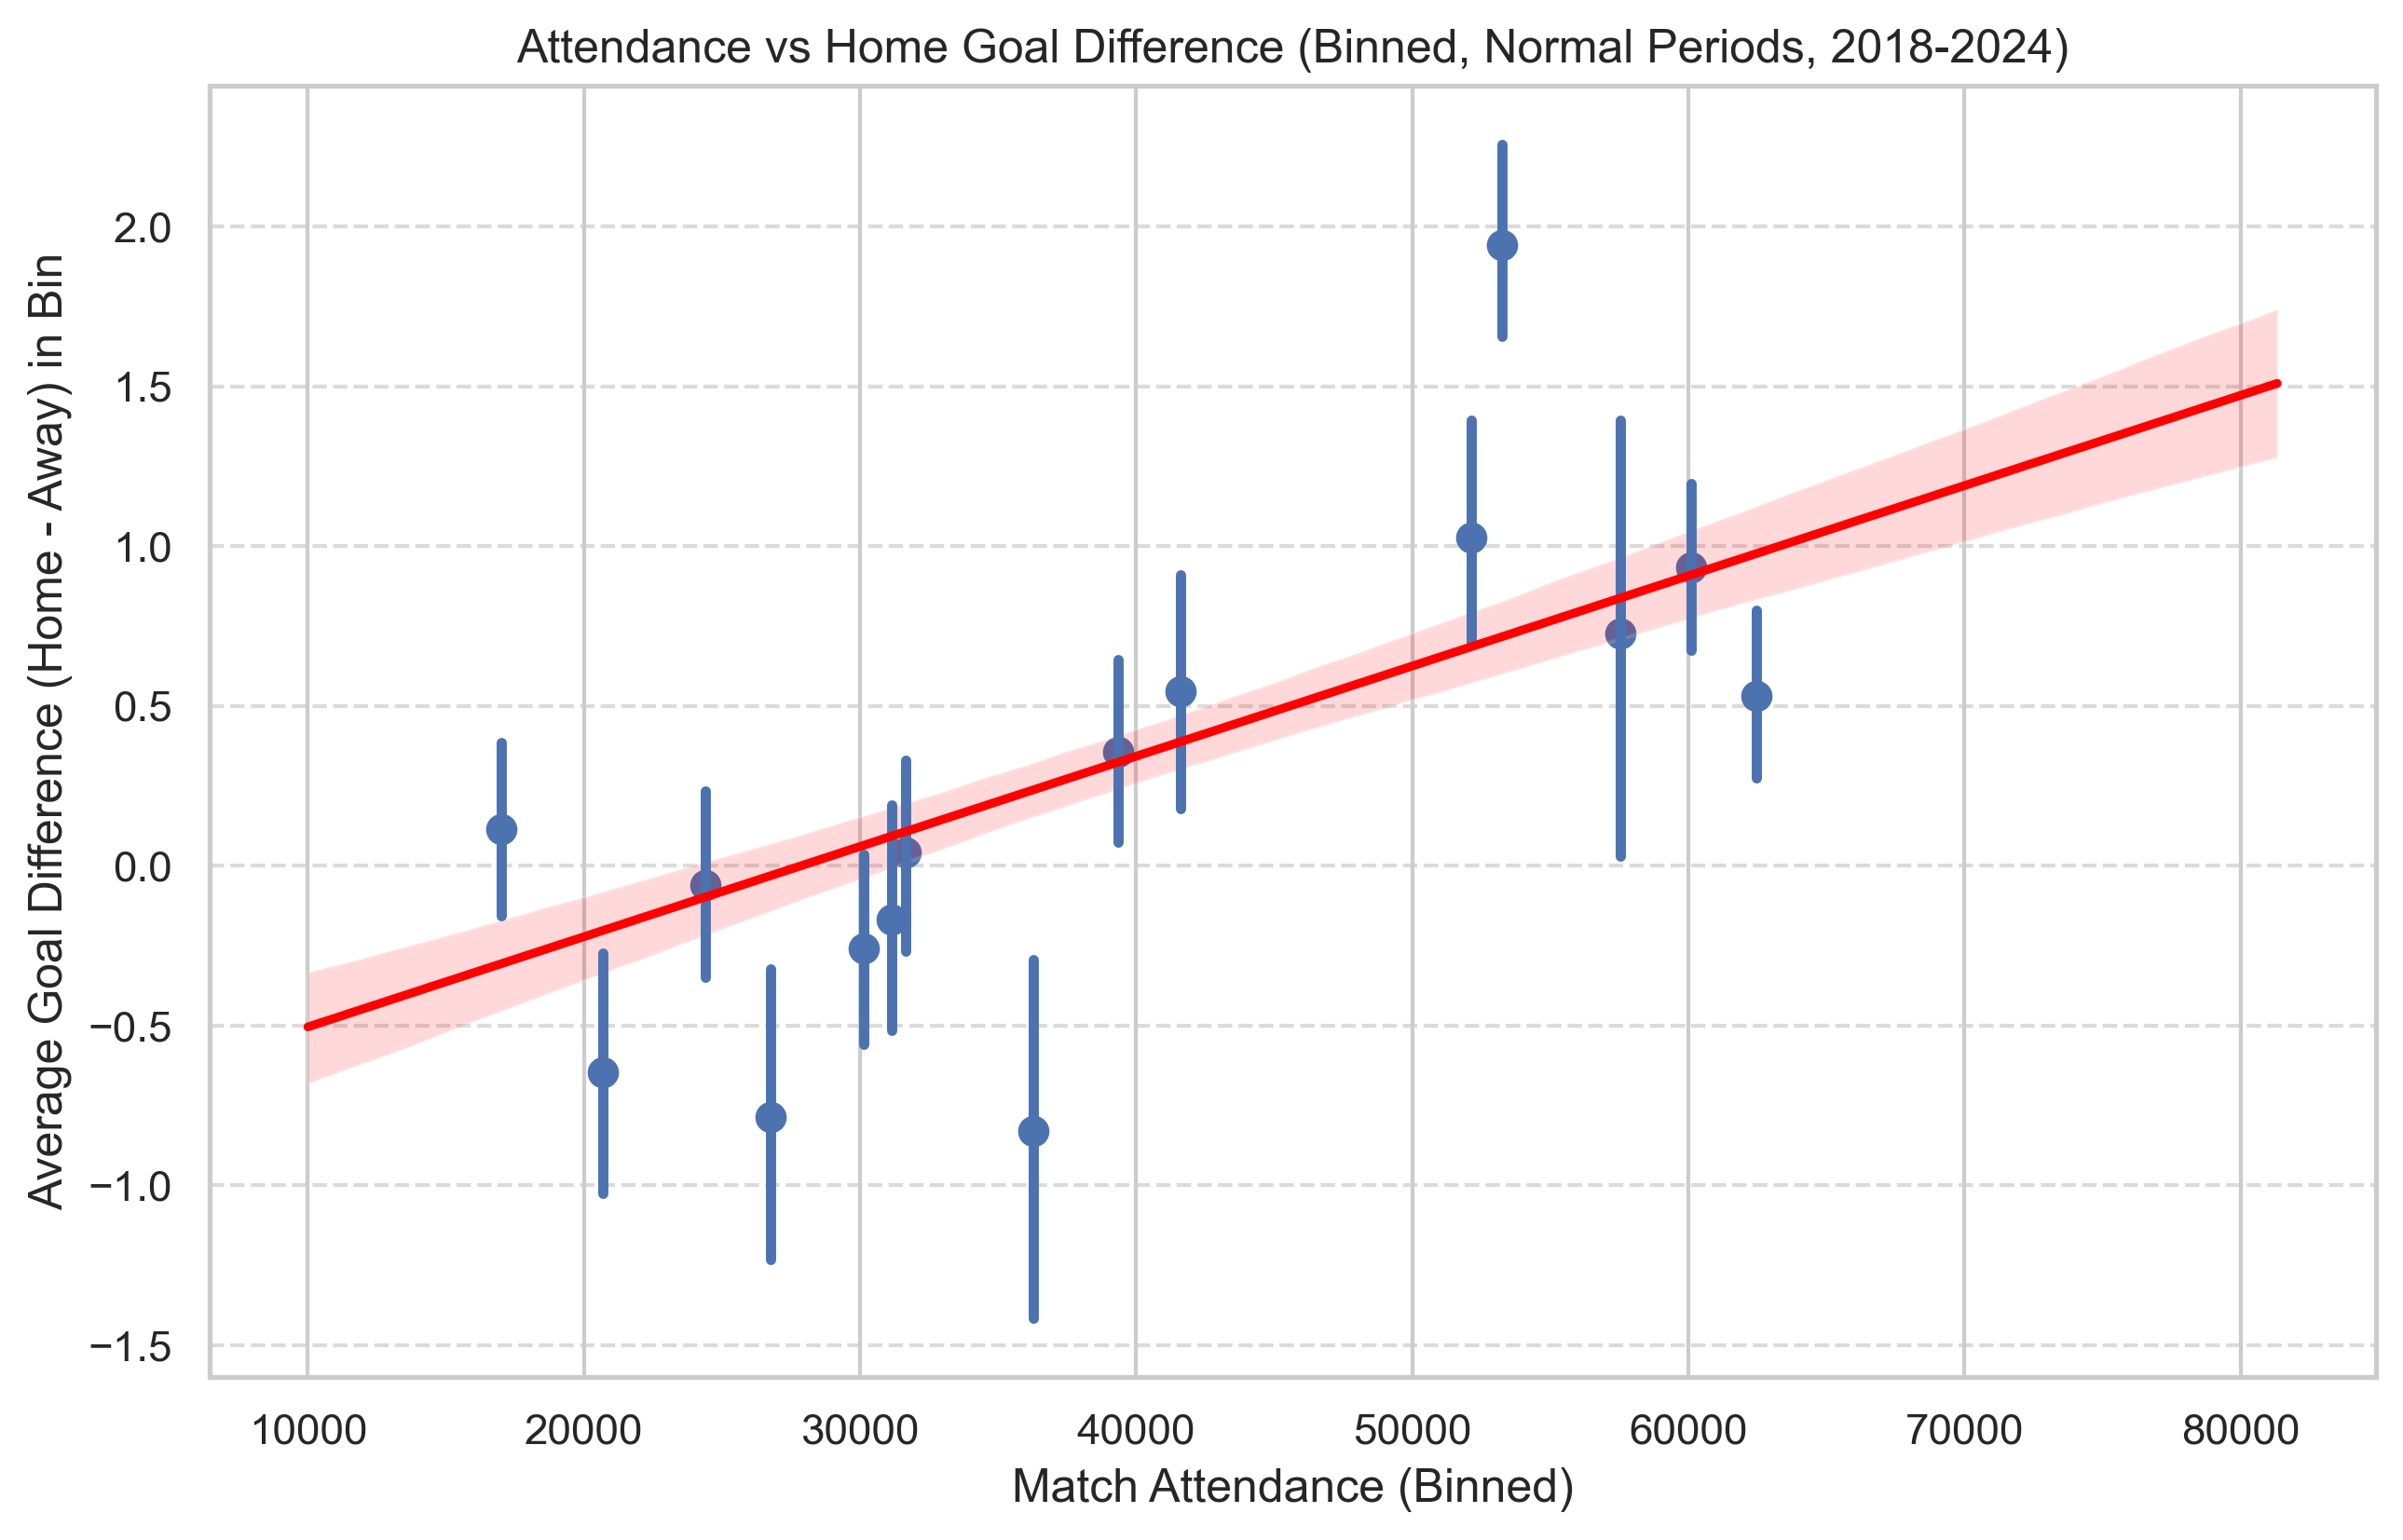 Attendance vs Home Goal Difference (Binned, Normal Periods, 2018-2024)
Average Goal Difference (Home - Away) in Bin
2.0
1.5
1.0
0.5
0.0
−0.5
−1.0
−1.5
10000 20000 30000 40000 50000 60000 70000 80000
Match Attendance (Binned)